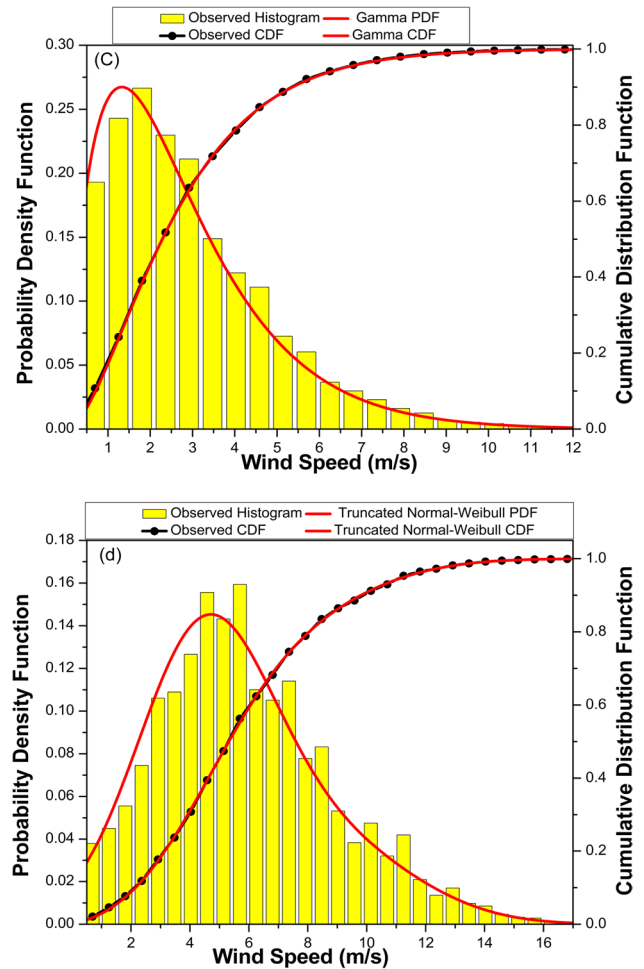 Observed Histogram Gamma PDF
Observed CDF Gamma CDF
(C)
Probability Density Function
0.30
0.25
0.20
0.15
0.10
0.05
0.00
1.0
0.8
0.6
0.4
0.2
0.0
Cumulative Distribution Function
1 2 3 4 5 6 7 8 9 10 11 12
Wind Speed (m/s)
Observed Histogram Truncated Normal-Weibull PDF
Observed CDF Truncated Normal-Weibull CDF
(d)
Probability Density Function
0.18
0.16
0.14
0.12
0.10
0.08
0.06
0.04
0.02
0.00
1.0
0.8
0.6
0.4
0.2
0.0
Cumulative Distribution Function
2 4 6 8 10 12 14 16
Wind Speed (m/s)